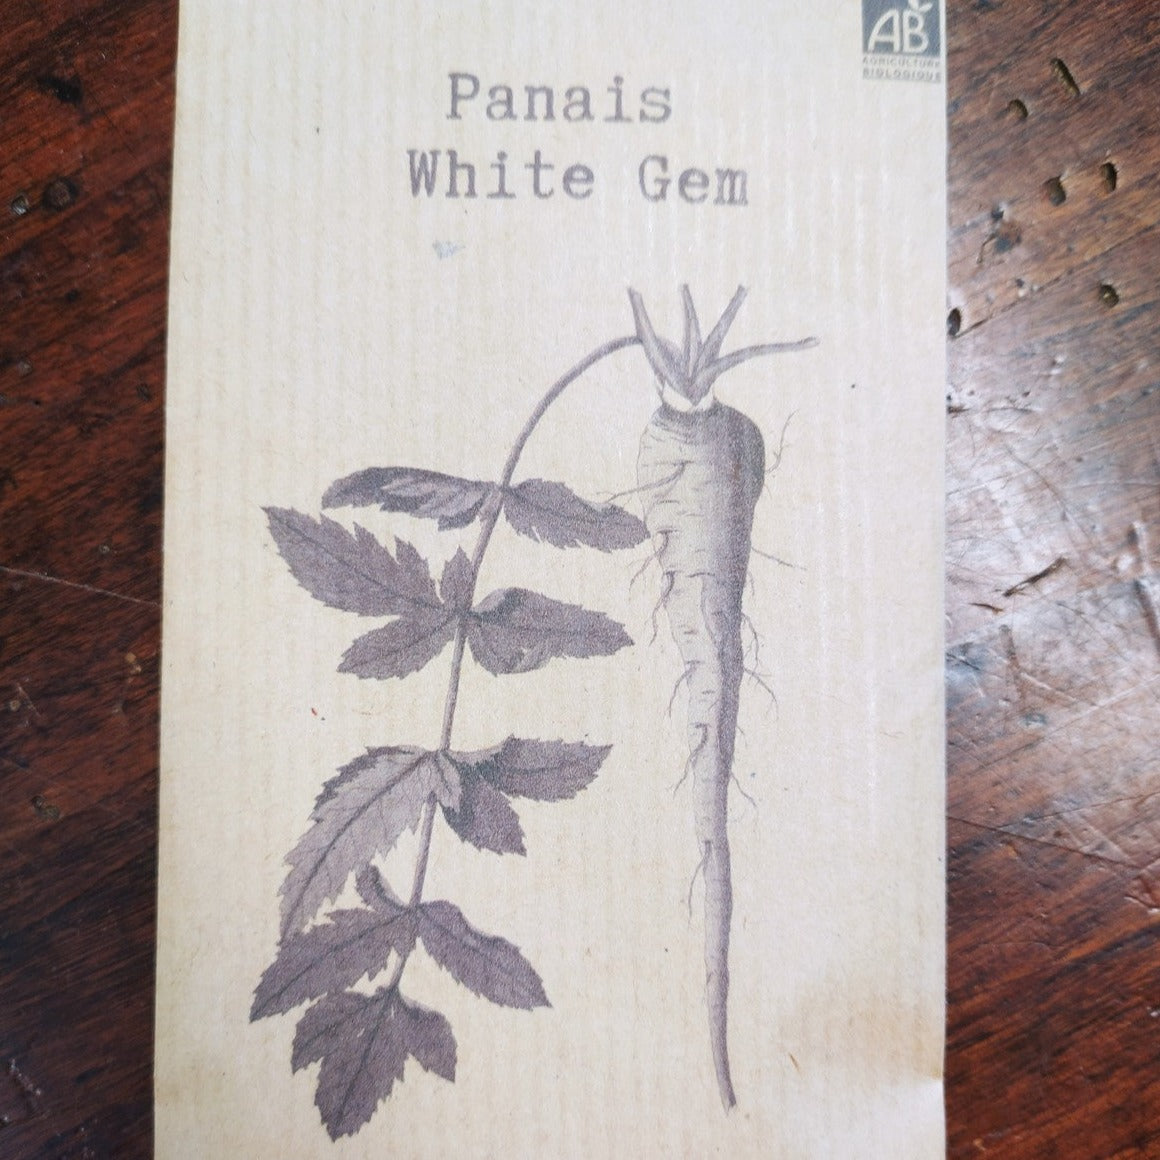 Panais
White Gem
AB
AGRICULTURE
BIOLOGIQUE